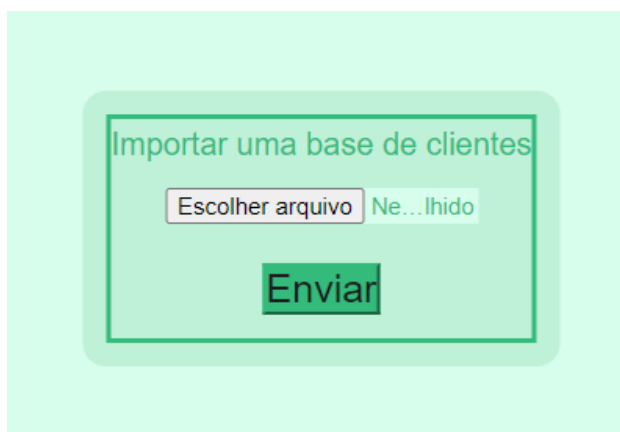 Importar uma base de clientes
Escolher arquivo Ne...lhido
Enviar